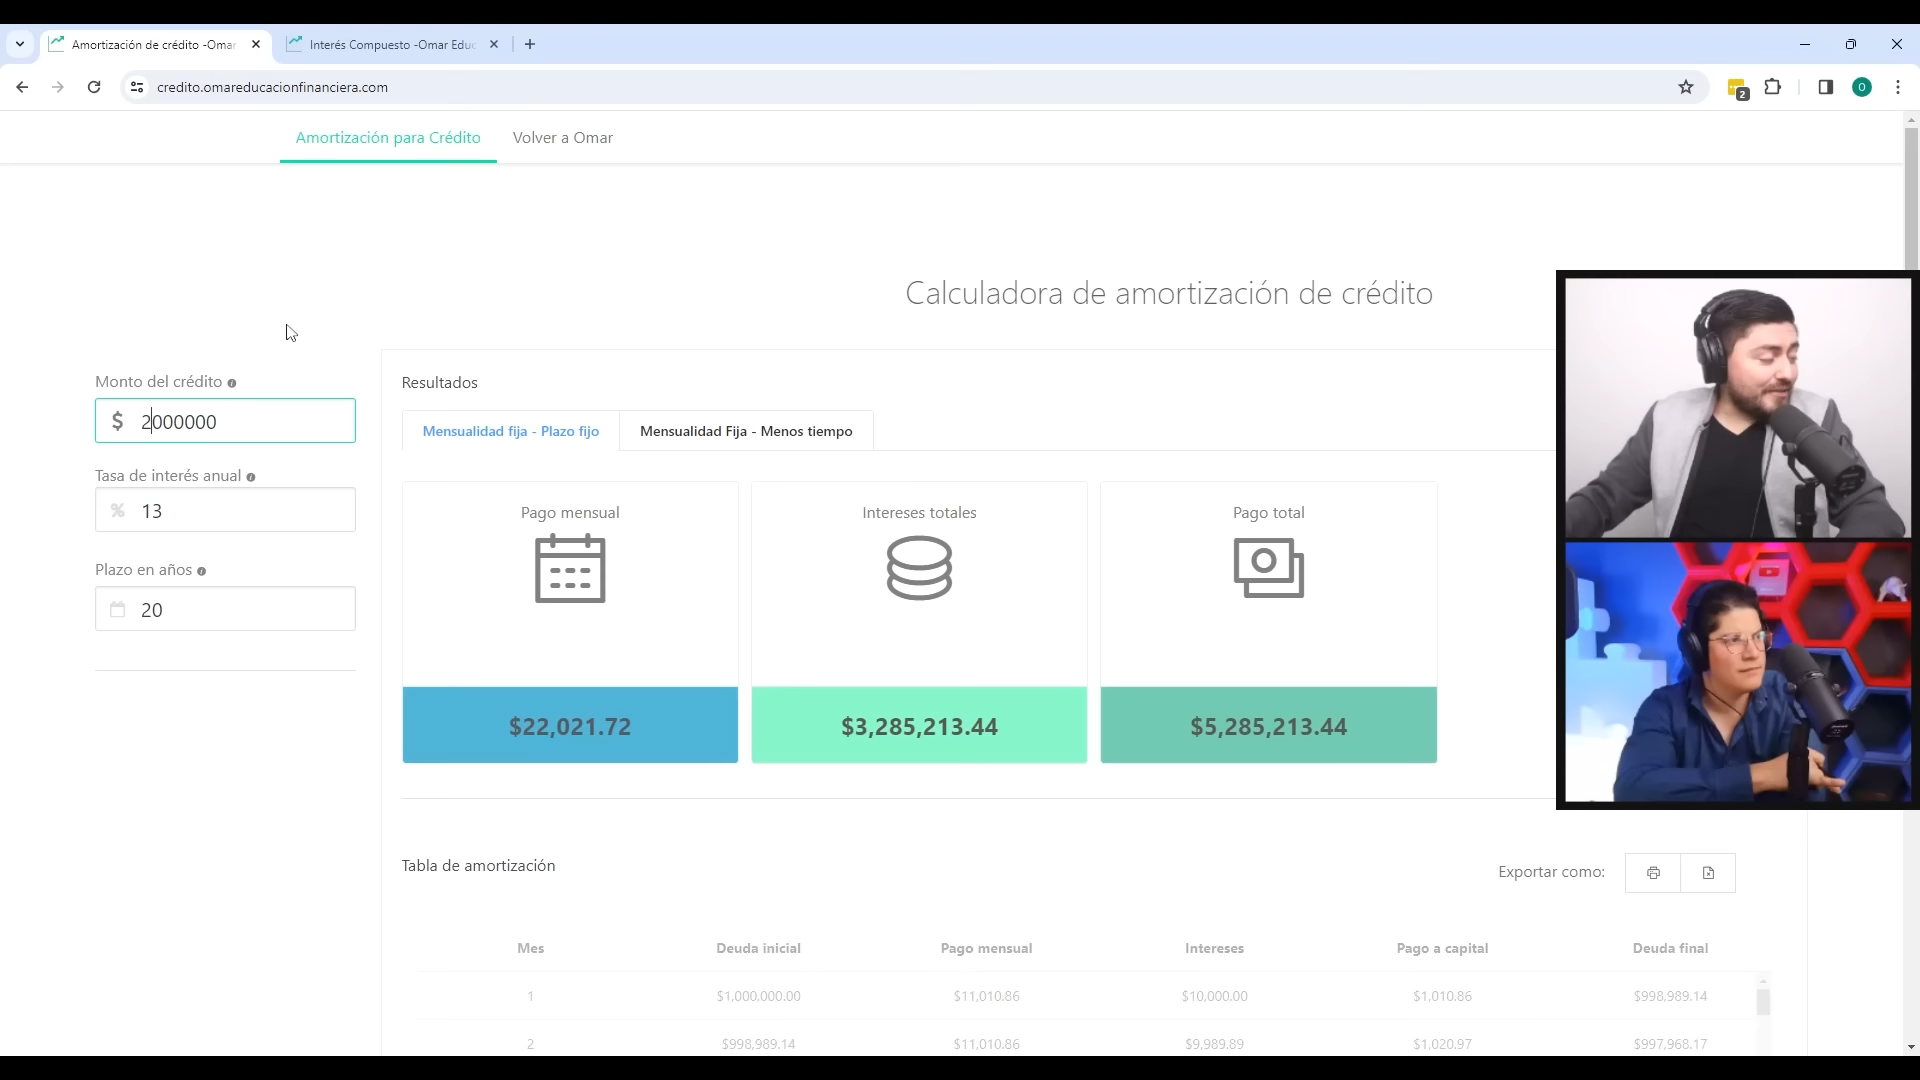 Amortización de crédito -Omar
Interés Compuesto -Omar Educ
credito.omareducacionfinanciera.com
2
O
Amortización para Crédito
Volver a Omar
Calculadora de amortización de crédito
Monto del crédito
$ 2000000
Tasa de interés anual
% 13
Plazo en años
20
Resultados
Mensualidad fija - Plazo fijo
Mensualidad Fija - Menos tiempo
Pago mensual
$22,021.72
Intereses totales
$3,285,213.44
Pago total
$5,285,213.44
Tabla de amortización
Exportar como:
Mes Deuda inicial Pago mensual Intereses Pago a capital Deuda final
1 $1,000,000.00 $11,010.86 $10,000.00 $1,010.86 $998,989.14
2 $998,989.14 $11,010.86 $9,989.89 $1,020.97 $997,968.17